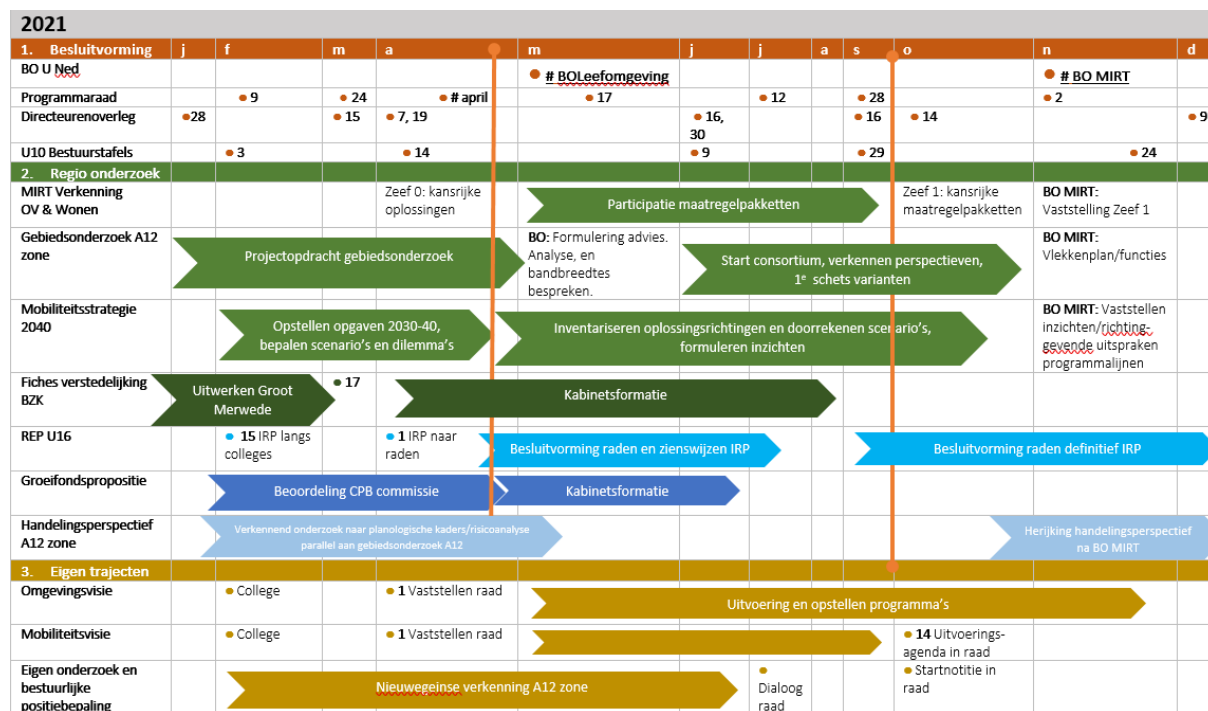 2021
1. Besluitvorming j f m a m j j a s o n d
BO U Ned # BOLeefomgeving # BO MIRT
Programmaraad 9 24 # april 17 12 28 2
Directeurenoverleg 28 15 7, 19 16, 16 14 9
30
U10 Bestuurstafels 3 14 9 29 24
2. Regio onderzoek
MIRT Verkenning
OV & Wonen
Zeef 0: kansrijke
oplossingen
Participatie maatregelpakketten
Zeef 1: kansrijke
maatregelpakketten
BO MIRT:
Vaststelling Zeef 1
Gebiedsonderzoek A12
zone
Projectopdracht gebiedsonderzoek
BO: Formulering advies.
Analyse, en
bandbreedtes
bespreken.
Start consortium, verkennen perspectieven,
1e schets varianten
BO MIRT:
Vlekkenplan/functies
Mobiliteitsstrategie
2040
Opstellen opgaven 2030-40,
bepalen scenario's en dilemma's
Inventariseren oplossingsrichtingen en doorrekenen scenario's,
formuleren inzichten
BO MIRT: Vaststellen
inzichten/richting-
gevende uitspraken
programmalijnen
Fiches verstedelijking
BZK
Uitwerken Groot
Merwede
17
Kabinetsformatie
REP U16
15 IRP langs
colleges
1 IRP naar
raden
Besluitvorming raden en zienswijzen IRP
Besluitvorming raden definitief IRP
Groeifondspropositie
Beoordeling CPB commissie
Kabinetsformatie
Handelingsperspectief
A12 zone
Verkennend onderzoek naar planologische kaders/risicoanalyse
parallel aan gebiedsonderzoek A12
Herijking handelingsperspectief
na BO MIRT
3. Eigen trajecten
Omgevingsvisie
College
1 Vaststellen raad
Uitvoering en opstellen programma's
Mobiliteitsvisie
College
1 Vaststellen raad
14 Uitvoerings-
agenda in raad
Eigen onderzoek en
bestuurlijke
positiebepaling
Nieuwegeinse verkenning A12 zone
Dialoog
raad
Startnotitie in
raad